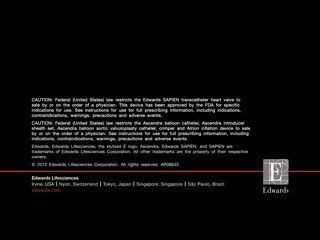 CAUTION: Federal (United States) law restricts the Edwards SAPIEN transcatheter heart valve to
sale by or on the order of a physician. This device has been approved by the FDA for specific
indications for use. See instructions for use for full prescribing information, including indications,
contraindications, warnings, precautions and adverse events.
CAUTION: Federal (United States) law restricts the Ascendra balloon catheter, Ascendra introducer
sheath set, Ascendra balloon aortic valvuloplasty catheter, crimper and Atrion inflation device to sale
by or on the order of a physician. See instructions for use for full prescribing information, including
indications, contraindications, warnings, precautions and adverse events.
Edwards, Edwards Lifesciences, the stylized E logo, Ascendra, Edwards SAPIEN, and SAPIEN are
trademarks of Edwards Lifesciences Corporation. All other trademarks are the property of their respective
owners.
© 2012 Edwards Lifesciences Corporation. All rights reserved. AR08633
Edwards Lifesciences
Irvine, USA | Nyon, Switzerland | Tokyo, Japan | Singapore, Singapore | São Paulo, Brazil
edwards.com
E
Edwards